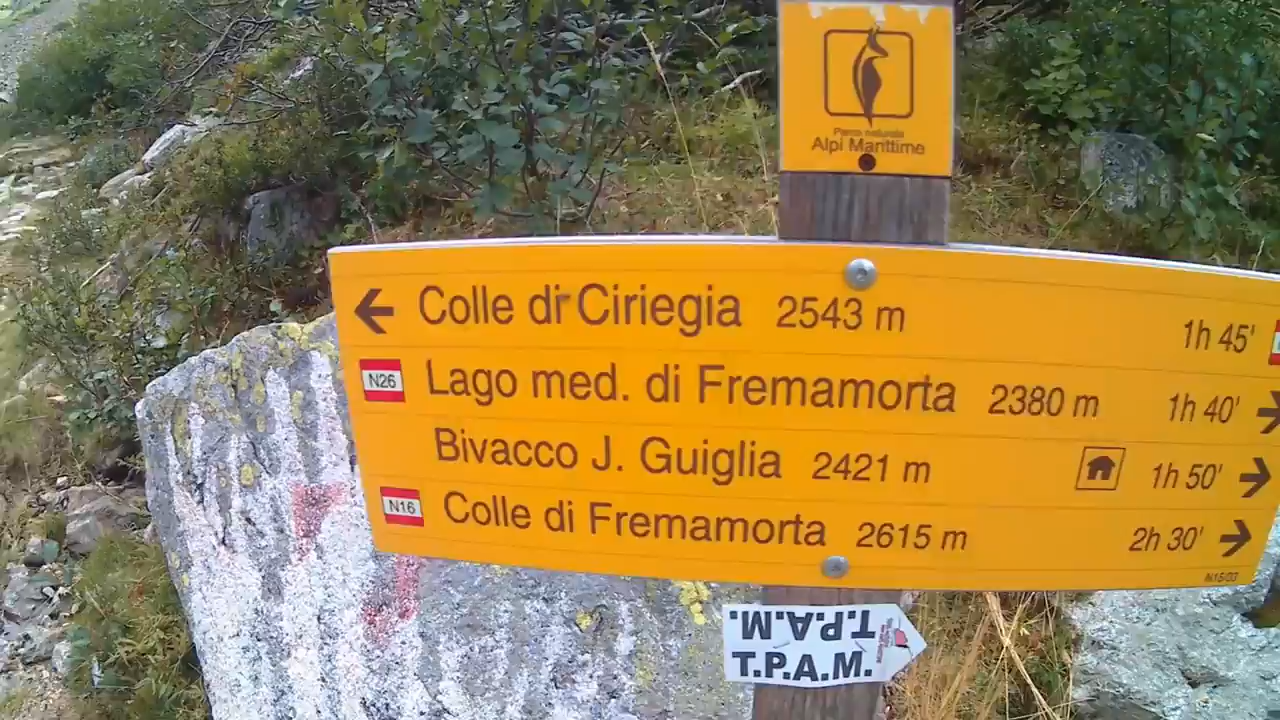 Parco naturale
Alpi Marittime
Colle di Ciriegia 2543 m 1h 45'
N26 Lago med. di Fremamorta 2380 m 1h 40'
Bivacco J. Guiglia 2421 m 1h 50'
N16 Colle di Fremamorta 2615 m 2h 30'
N16/03
T.P.A.M.
T.P.A.M.